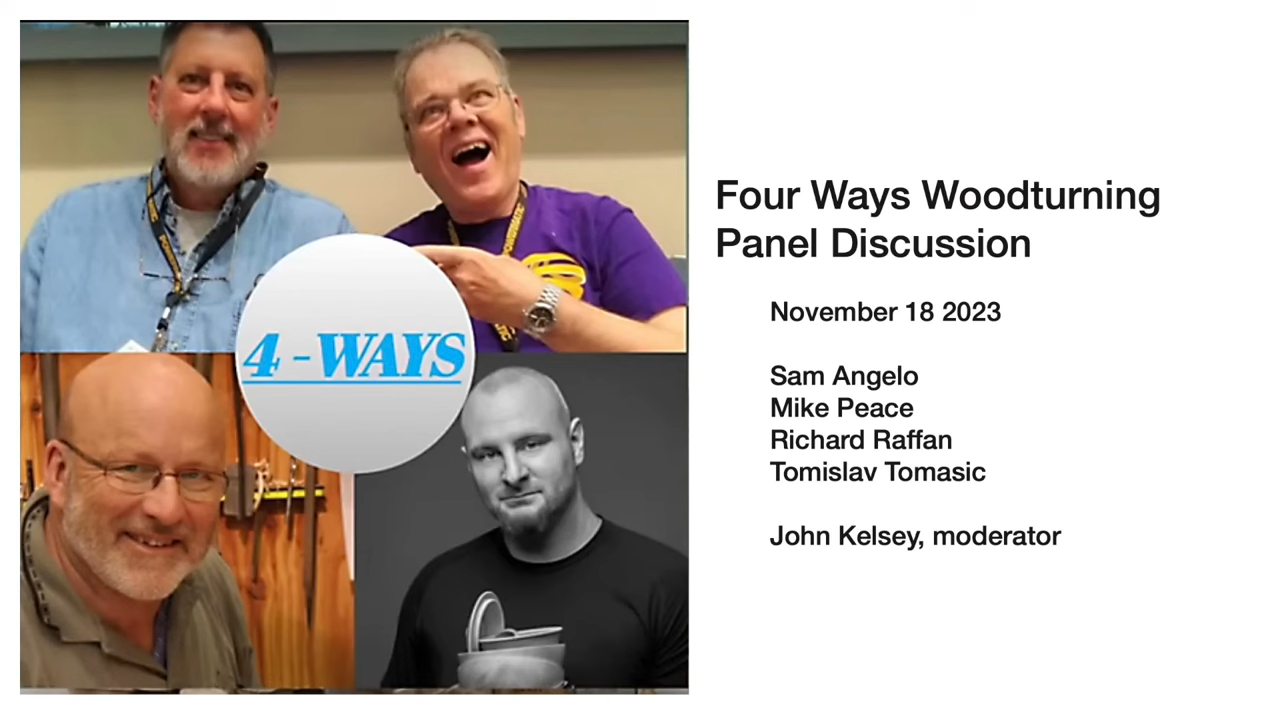 4-WAYS
Four Ways Woodturning
Panel Discussion
November 18 2023
Sam Angelo
Mike Peace
Richard Raffan
Tomislav Tomasic
John Kelsey, moderator